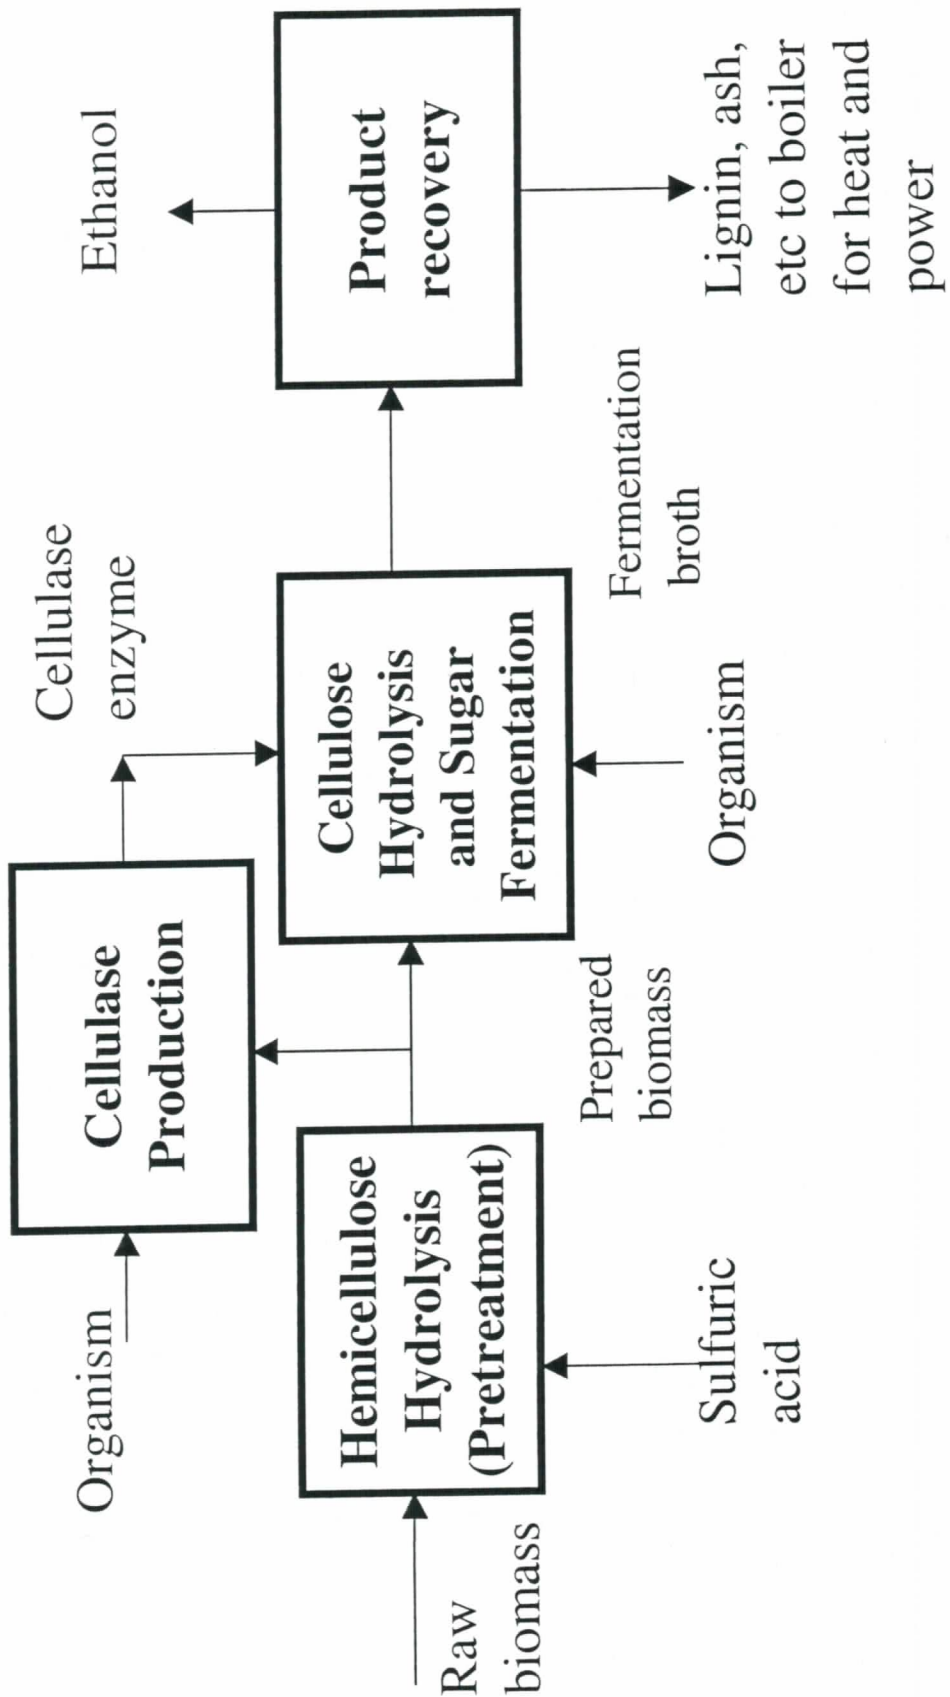 Organism
Cellulase
Production
Cellulase
enzyme
Ethanol
Raw
biomass
Hemicellulose
Hydrolysis
(Pretreatment)
Sulfuric
acid
Prepared
biomass
Cellulose
Hydrolysis
and Sugar
Fermentation
Organism
Fermentation
broth
Product
recovery
Lignin, ash,
etc to boiler
for heat and
power